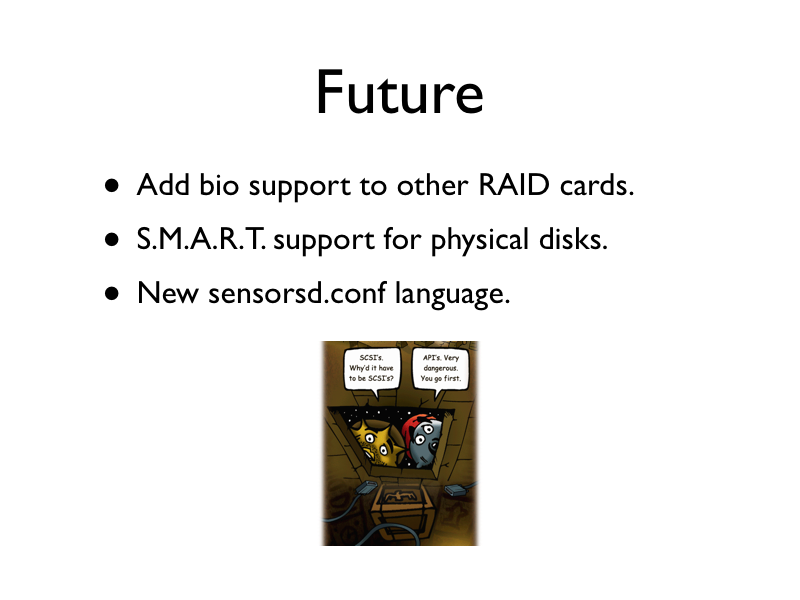 Future
• Add bio support to other RAID cards.
• S.M.A.R.T. support for physical disks.
• New sensorsd.conf language.
SCSI's.
Why'd it have
to be SCSI's?
API's. Very
dangerous.
You go first.